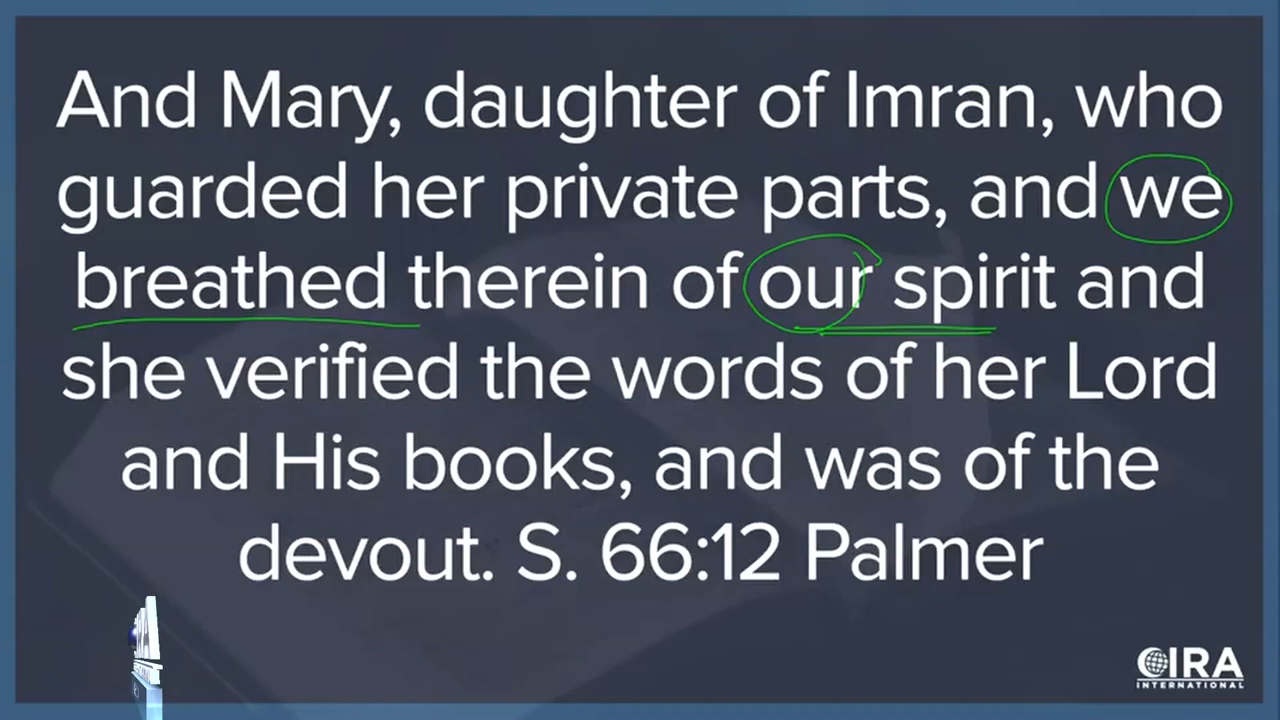 And Mary, daughter of Imran, who
guarded her private parts, and we
breathed therein of our spirit and
she verified the words of her Lord
and His books, and was of the
devout. S. 66:12 Palmer
CIRA
INTERNATIONAL